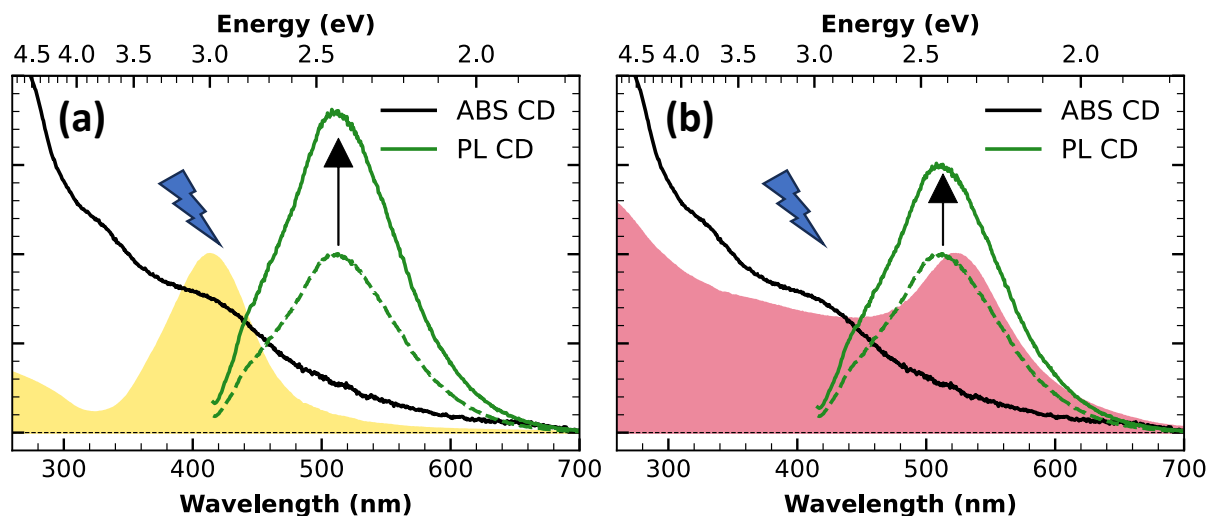 Energy (eV)
4.5 4.0 3.5 3.0 2.5 2.0
(a)
ABS CD
PL CD
300 400 500 600 700
Wavelength (nm)
Energy (eV)
4.5 4.0 3.5 3.0 2.5 2.0
(b)
ABS CD
PL CD
300 400 500 600 700
Wavelength (nm)